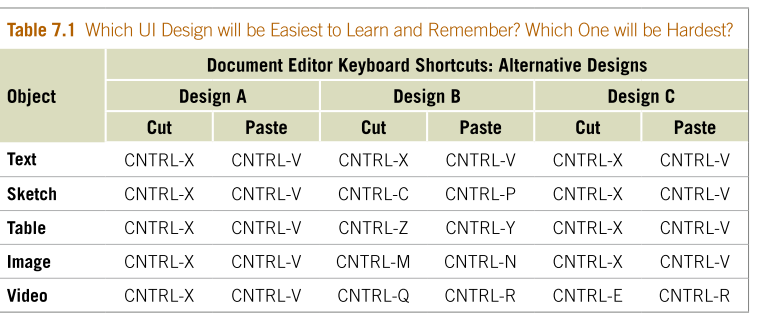 Table 7.1 Which UI Design will be Easiest to Learn and Remember? Which One will be Hardest?
Document Editor Keyboard Shortcuts: Alternative Designs
Object Design A Design B Design C
Cut Paste Cut Paste Cut Paste
Text CNTRL-X CNTRL-V CNTRL-X CNTRL-V CNTRL-X CNTRL-V
Sketch CNTRL-X CNTRL-V CNTRL-C CNTRL-P CNTRL-X CNTRL-V
Table CNTRL-X CNTRL-V CNTRL-Z CNTRL-Y CNTRL-X CNTRL-V
Image CNTRL-X CNTRL-V CNTRL-M CNTRL-N CNTRL-X CNTRL-V
Video CNTRL-X CNTRL-V CNTRL-Q CNTRL-R CNTRL-E CNTRL-R